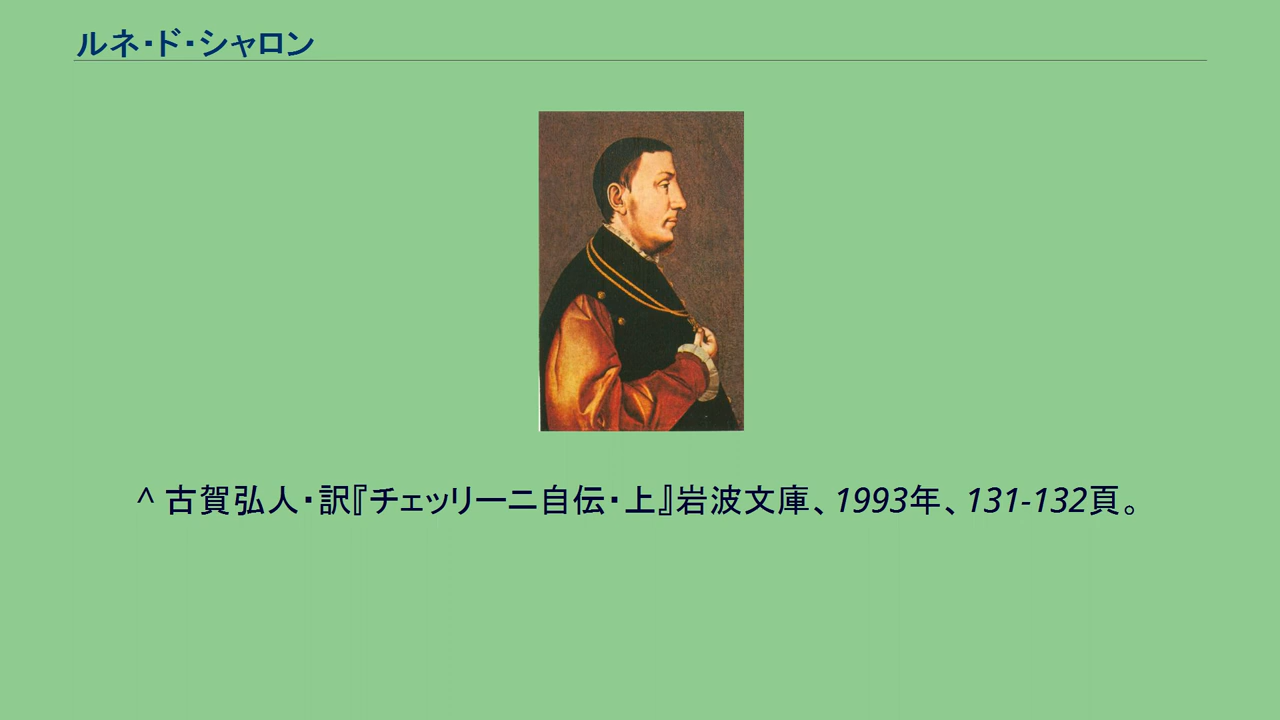 ルネ・ド・シャロン
^ 古賀弘人・訳『チェッリーニ自伝・上』岩波文庫、1993年、131-132頁。